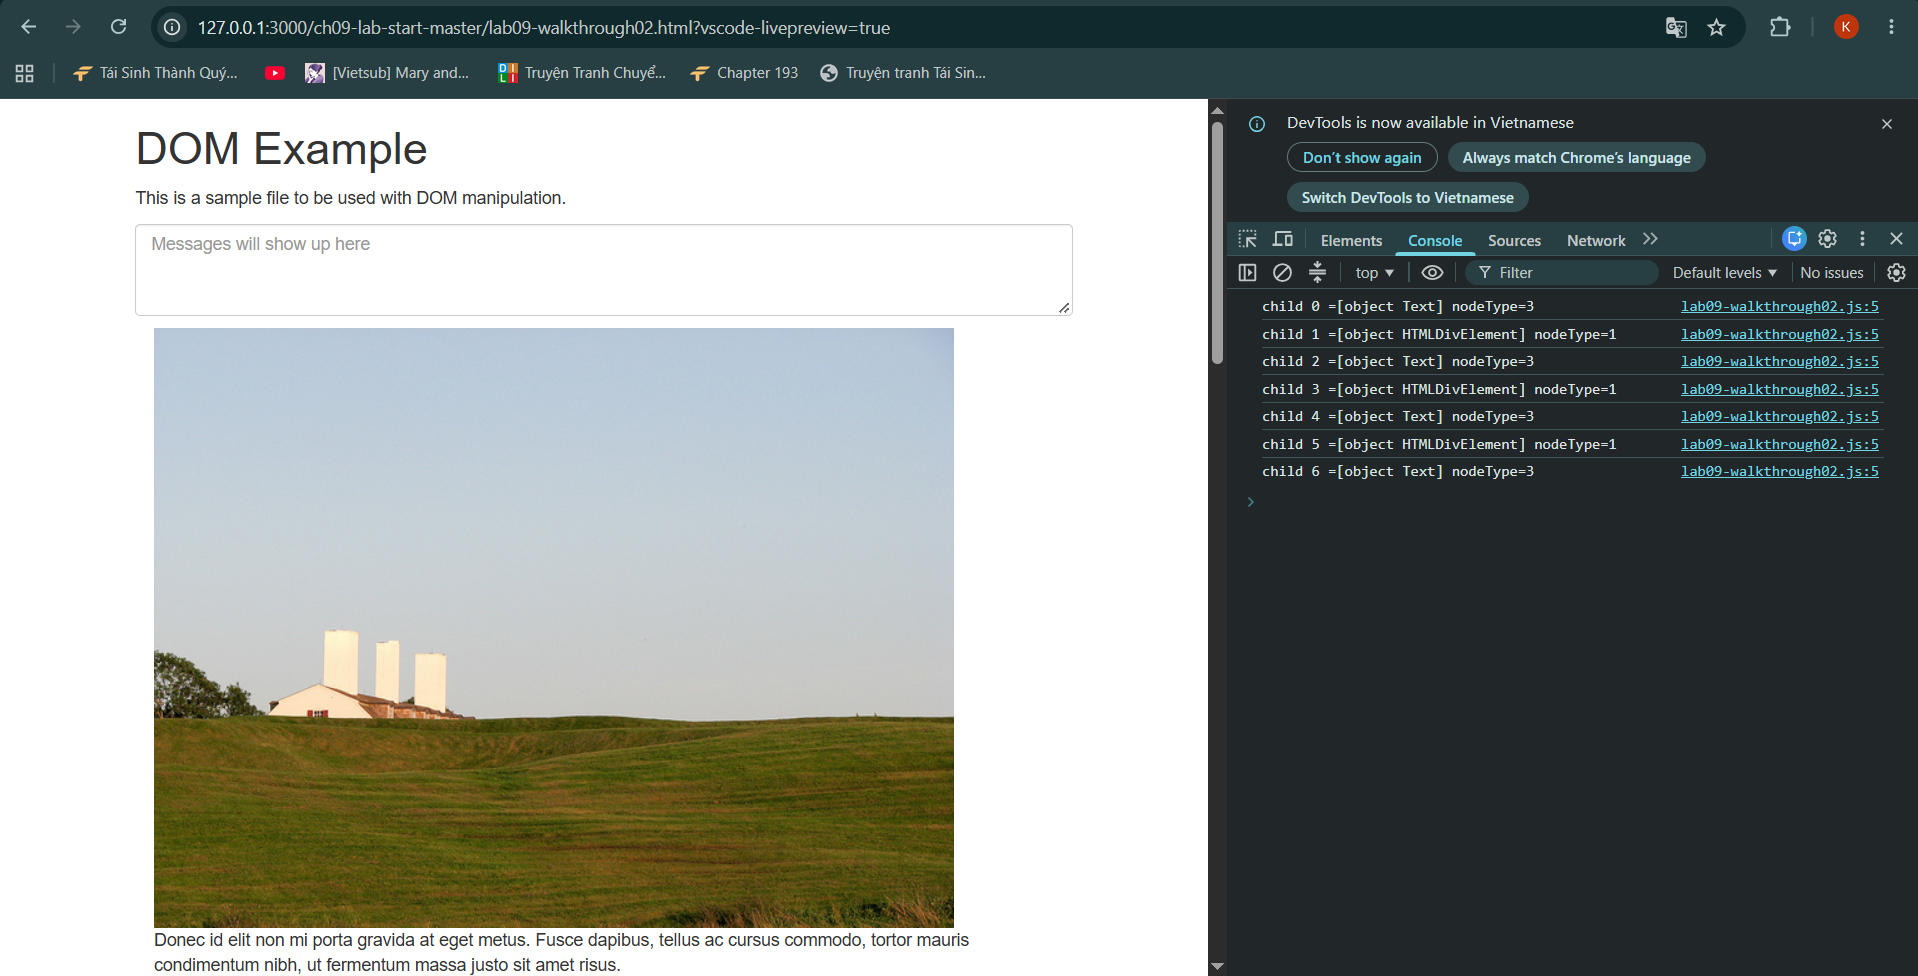 127.0.0.1:3000/ch09-lab-start-master/lab09-walkthrough02.html?vscode-livepreview=true
K
Tái Sinh Thành Quý...
[Vietsub] Mary and...
Truyện Tranh Chuyể...
Chapter 193
Truyện tranh Tái Sin...
DOM Example
This is a sample file to be used with DOM manipulation.
Messages will show up here
Donec id elit non mi porta gravida at eget metus. Fusce dapibus, tellus ac cursus commodo, tortor mauris
condimentum nibh, ut fermentum massa justo sit amet risus.
DevTools is now available in Vietnamese
Don't show again
Always match Chrome's language
Switch DevTools to Vietnamese
Elements Console Sources Network
top Filter Default levels No issues
child 0 =[object Text] nodeType=3 lab09-walkthrough02.js:5
child 1 =[object HTMLDivElement] nodeType=1 lab09-walkthrough02.js:5
child 2 =[object Text] nodeType=3 lab09-walkthrough02.js:5
child 3 =[object HTMLDivElement] nodeType=1 lab09-walkthrough02.js:5
child 4 =[object Text] nodeType=3 lab09-walkthrough02.js:5
child 5 =[object HTMLDivElement] nodeType=1 lab09-walkthrough02.js:5
child 6 =[object Text] nodeType=3 lab09-walkthrough02.js:5